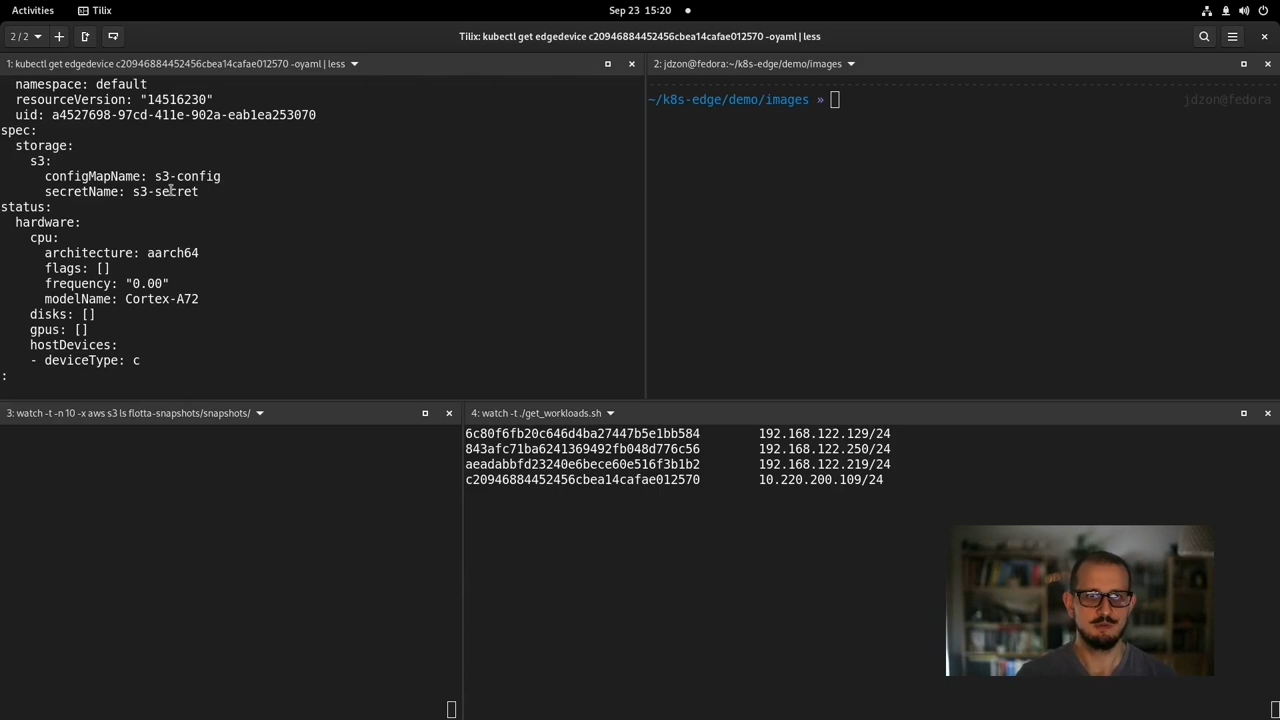 Activities
Tilix
Sep 23 15:20
2 / 2
Tilix: kubectl get edgedevice c20946884452456cbea14cafae012570 -oyaml | less
1: kubectl get edgedevice c20946884452456cbea14cafae012570 -oyaml | less
2: jdzon@fedora:~/k8s-edge/demo/images
namespace: default
resourceVersion: "14516230"
uid: a4527698-97cd-411e-902a-eab1ea253070
spec:
storage:
s3:
configMapName: s3-config
secretName: s3-secret
status:
hardware:
cpu:
architecture: aarch64
flags: []
frequency: "0.00"
modelName: Cortex-A72
disks: []
gpus: []
hostDevices:
- deviceType: c
:
~/k8s-edge/demo/images »
jdzon@fedora
3: watch -t -n 10 -x aws s3 ls flotta-snapshots/snapshots/
4: watch -t ./get_workloads.sh
6c80f6fb20c646d4ba27447b5e1bb584 192.168.122.129/24
843afc71ba6241369492fb048d776c56 192.168.122.250/24
aeadabbfd23240e6bece60e516f3b1b2 192.168.122.219/24
c20946884452456cbea14cafae012570 10.220.200.109/24